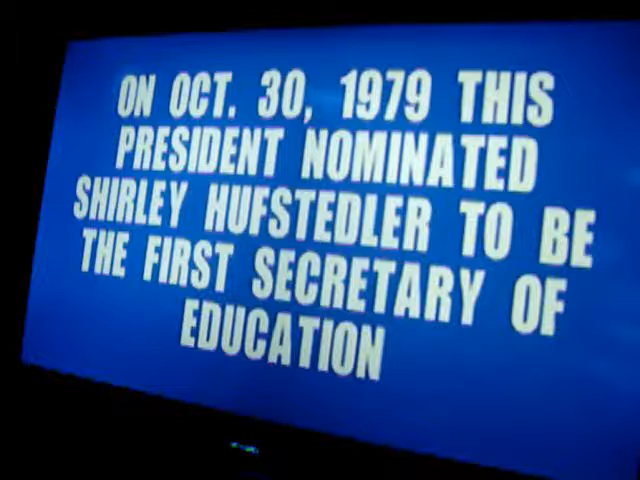 ON OCT. 30, 1979 THIS
PRESIDENT NOMINATED
SHIRLEY HUFSTEDLER TO BE
THE FIRST SECRETARY OF
EDUCATION